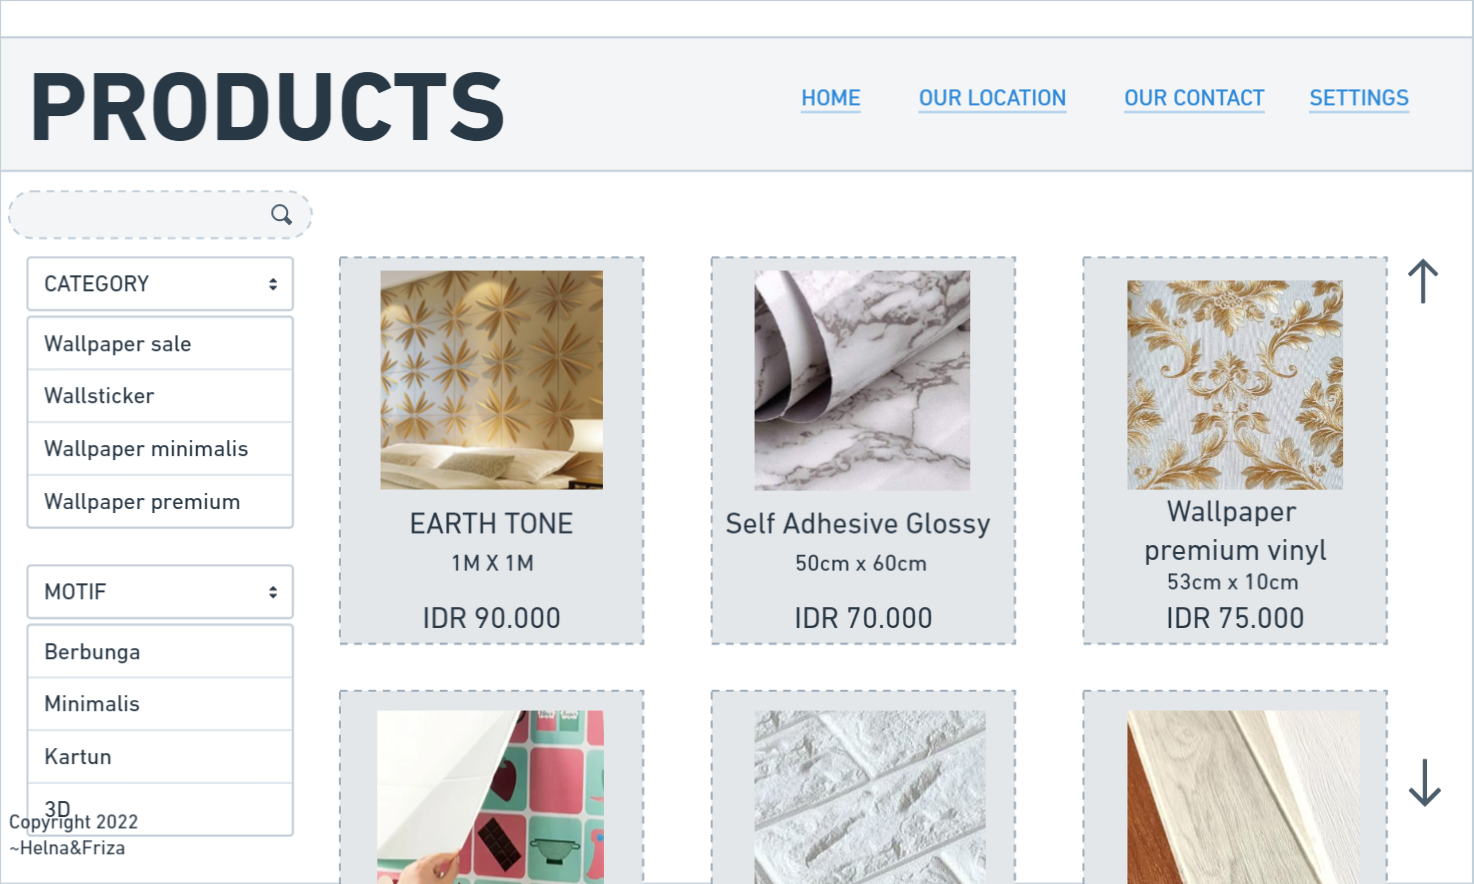 PRODUCTS
HOME
OUR LOCATION
OUR CONTACT
SETTINGS
CATEGORY
Wallpaper sale
Wallsticker
Wallpaper minimalis
Wallpaper premium
MOTIF
Berbunga
Minimalis
Kartun
3D
Copyright 2022
~Helna&Friza
EARTH TONE
1M X 1M
IDR 90.000
Self Adhesive Glossy
50cm x 60cm
IDR 70.000
Wallpaper
premium vinyl
53cm x 10cm
IDR 75.000